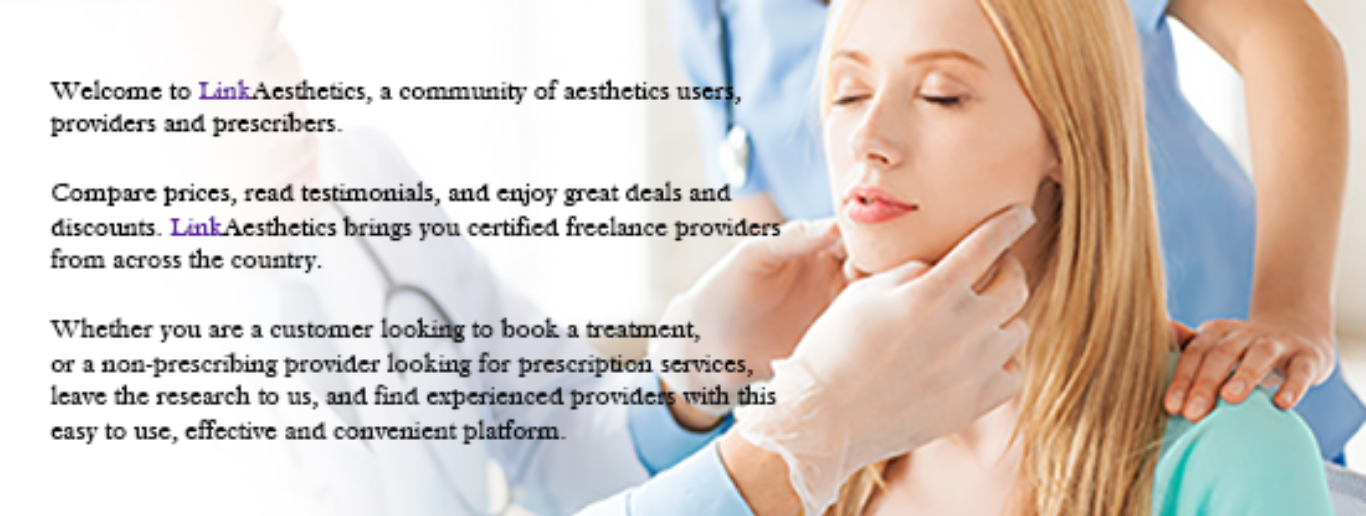 Welcome to LinkAesthetics, a community of aesthetics users,
providers and prescribers.
Compare prices, read testimonials, and enjoy great deals and
discounts. LinkAesthetics brings you certified freelance providers
from across the country.
Whether you are a customer looking to book a treatment,
or a non-prescribing provider looking for prescription services,
leave the research to us, and find experienced providers with this
easy to use, effective and convenient platform.